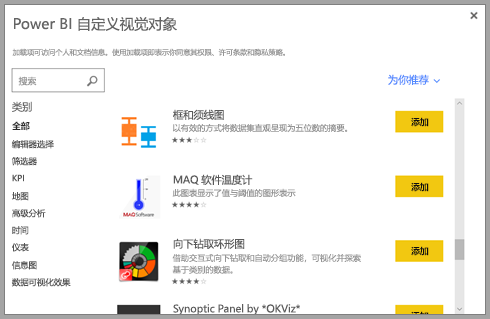 Power BI 自定义视觉对象
加载项可访问个人和文档信息。使用加载项即表示你同意其权限、许可条款和隐私策略。
搜索
为你推荐
类别
全部
编辑器选择
筛选器
KPI
地图
高级分析
时间
仪表
信息图
数据可视化效果
框和须线图
以有效的方式将数据集直观呈现为五位数的摘要。
添加
MAQ 软件温度计
此图表显示了值与阈值的图形表示
添加
MAQSoftware
向下钻取环形图
借助交互式向下钻取和自动分组功能，可视化并探索
基于类别的数据。
添加
Synoptic Panel by *OKViz*
添加